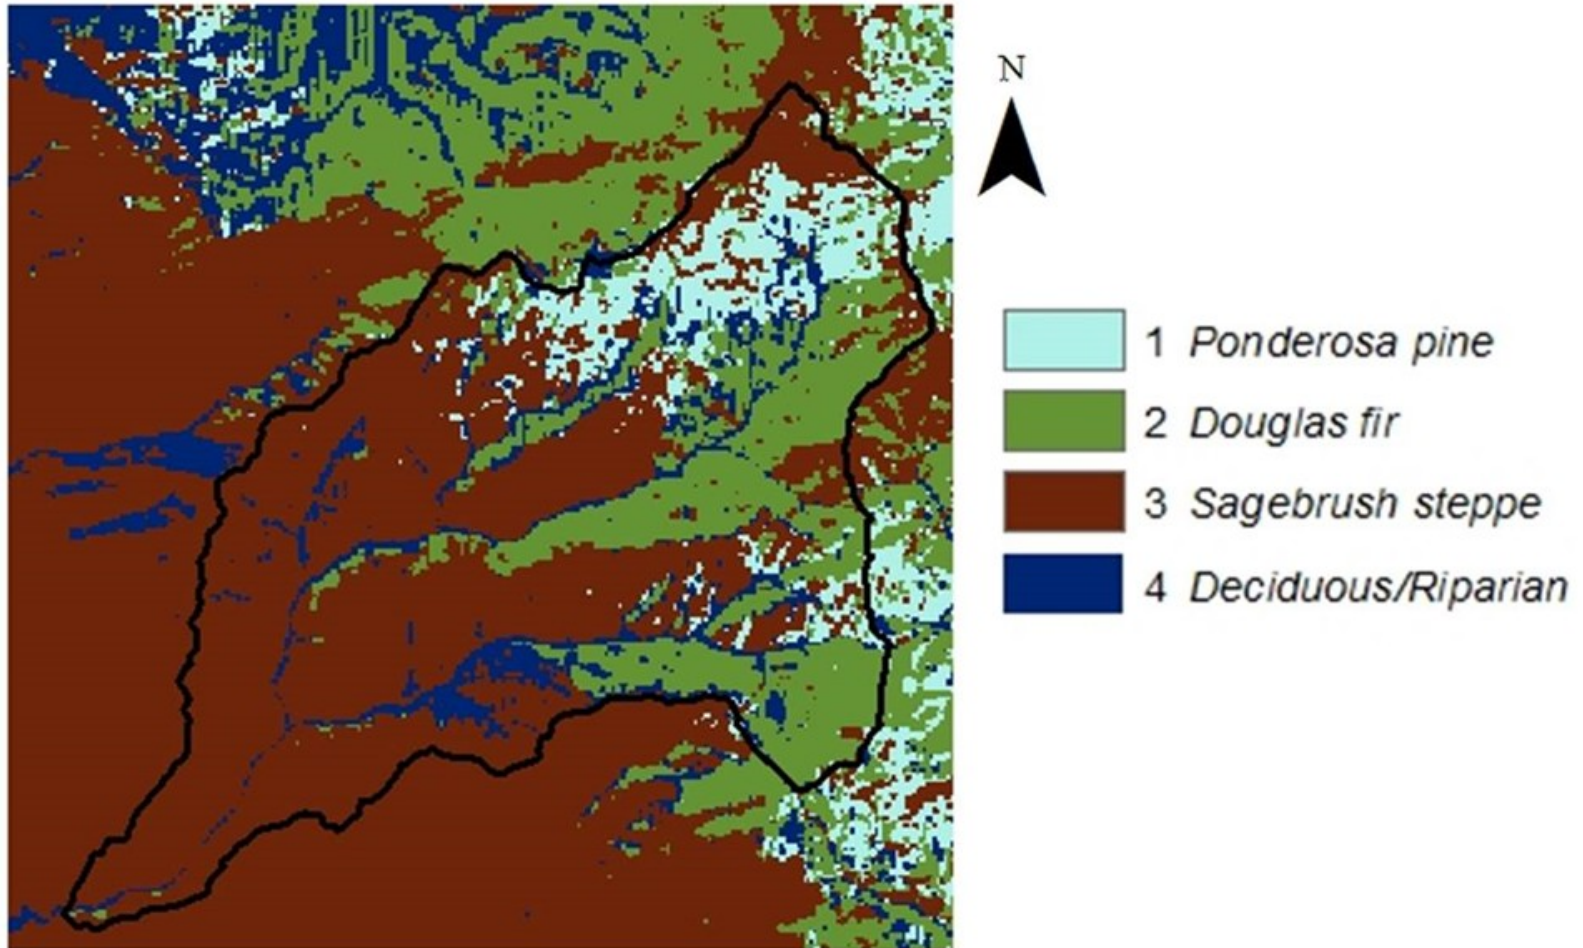 N
1 Ponderosa pine
2 Douglas fir
3 Sagebrush steppe
4 Deciduous/Riparian